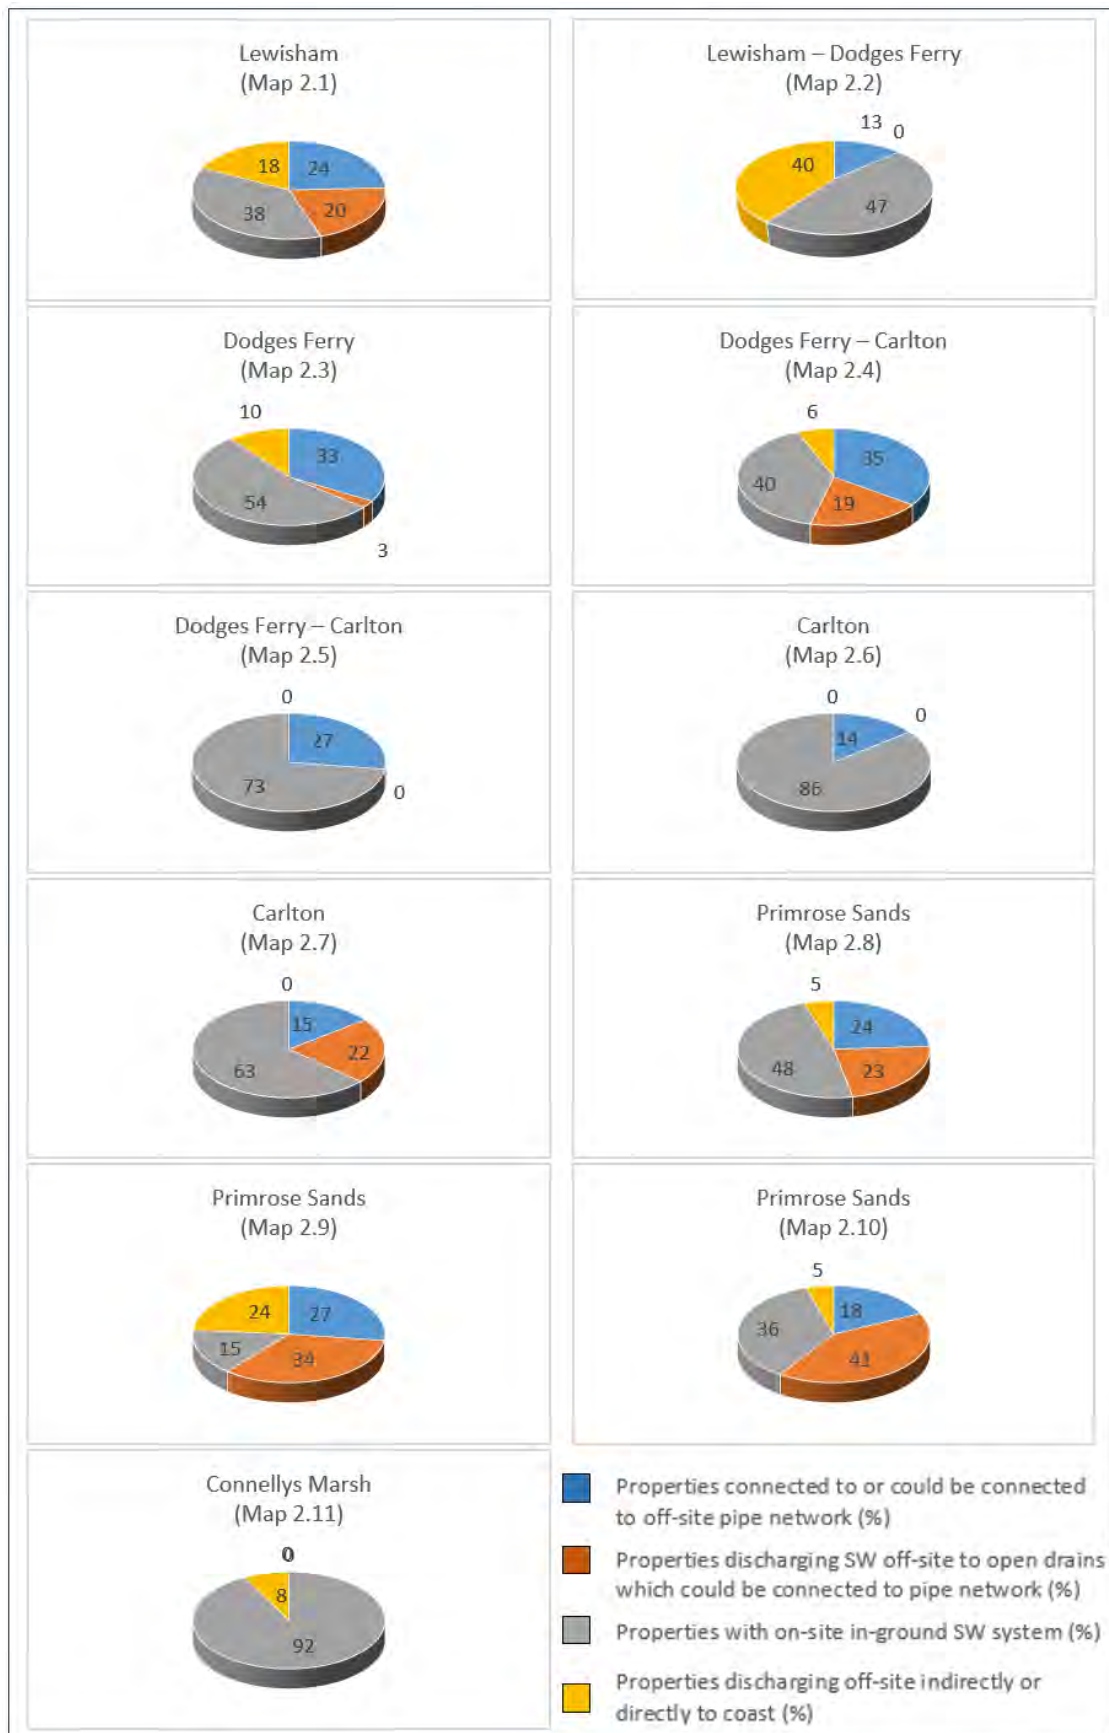 Lewisham
(Map 2.1)
18
24
38
20
Lewisham – Dodges Ferry
(Map 2.2)
13
0
40
47
Dodges Ferry
(Map 2.3)
10
33
54
3
Dodges Ferry – Carlton
(Map 2.4)
6
35
40
19
Dodges Ferry – Carlton
(Map 2.5)
0
27
73
0
Carlton
(Map 2.6)
0
0
14
86
Carlton
(Map 2.7)
0
15
22
63
Primrose Sands
(Map 2.8)
5
24
48
23
Primrose Sands
(Map 2.9)
24
27
15
34
Primrose Sands
(Map 2.10)
5
18
36
41
Connellys Marsh
(Map 2.11)
0
8
92
Properties connected to or could be connected
to off-site pipe network (%)
Properties discharging SW off-site to open drains
which could be connected to pipe network (%)
Properties with on-site in-ground SW system (%)
Properties discharging off-site indirectly or
directly to coast (%)